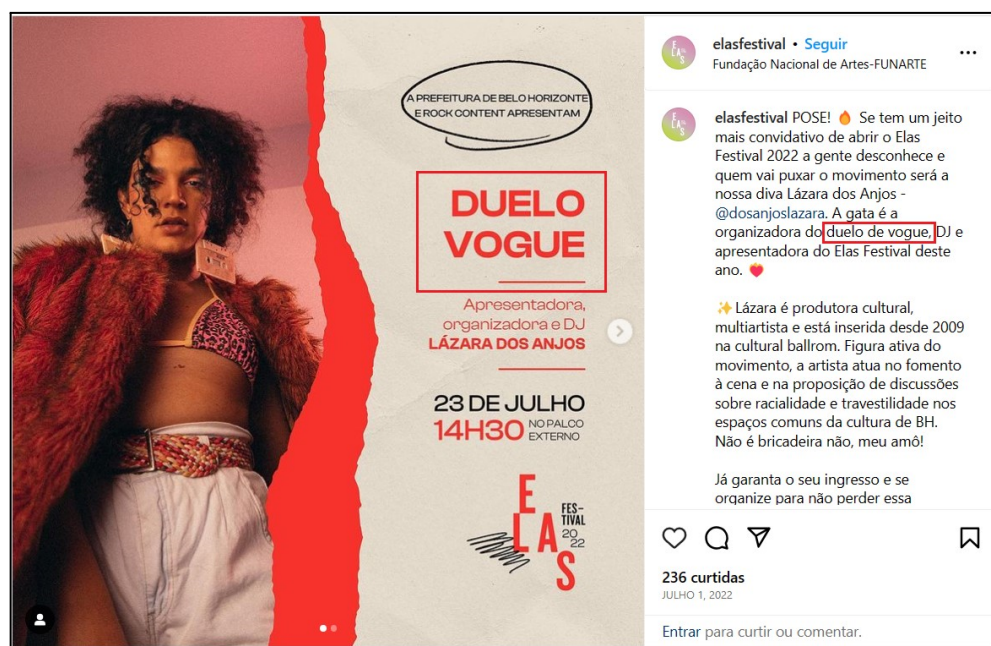 A PREFEITURA DE BELO HORIZONTE
E ROCK CONTENT APRESENTAM
DUELO
VOGUE
Apresentadora,
organizadora e DJ
LÁZARA DOS ANJOS
23 DE JULHO
14H30 NO PALCO
EXTERNO
E
L A S
FES-
TIVAL
20
22
elasfestival • Seguir
Fundação Nacional de Artes-FUNARTE
elasfestival POSE! 🔥 Se tem um jeito
mais convidativo de abrir o Elas
Festival 2022 a gente desconhece e
quem vai puxar o movimento será a
nossa diva Lázara dos Anjos -
@dosanjoslazara. A gata é a
organizadora do duelo de vogue, DJ e
apresentadora do Elas Festival deste
ano. ❤️‍🔥
✨ Lázara é produtora cultural,
multiartista e está inserida desde 2009
na cultural ballrom. Figura ativa do
movimento, a artista atua no fomento
à cena e na proposição de discussões
sobre racialidade e travestilidade nos
espaços comuns da cultura de BH.
Não é bricadeira não, meu amô!
Já garanta o seu ingresso e se
organize para não perder essa
236 curtidas
JULHO 1, 2022
Entrar para curtir ou comentar.